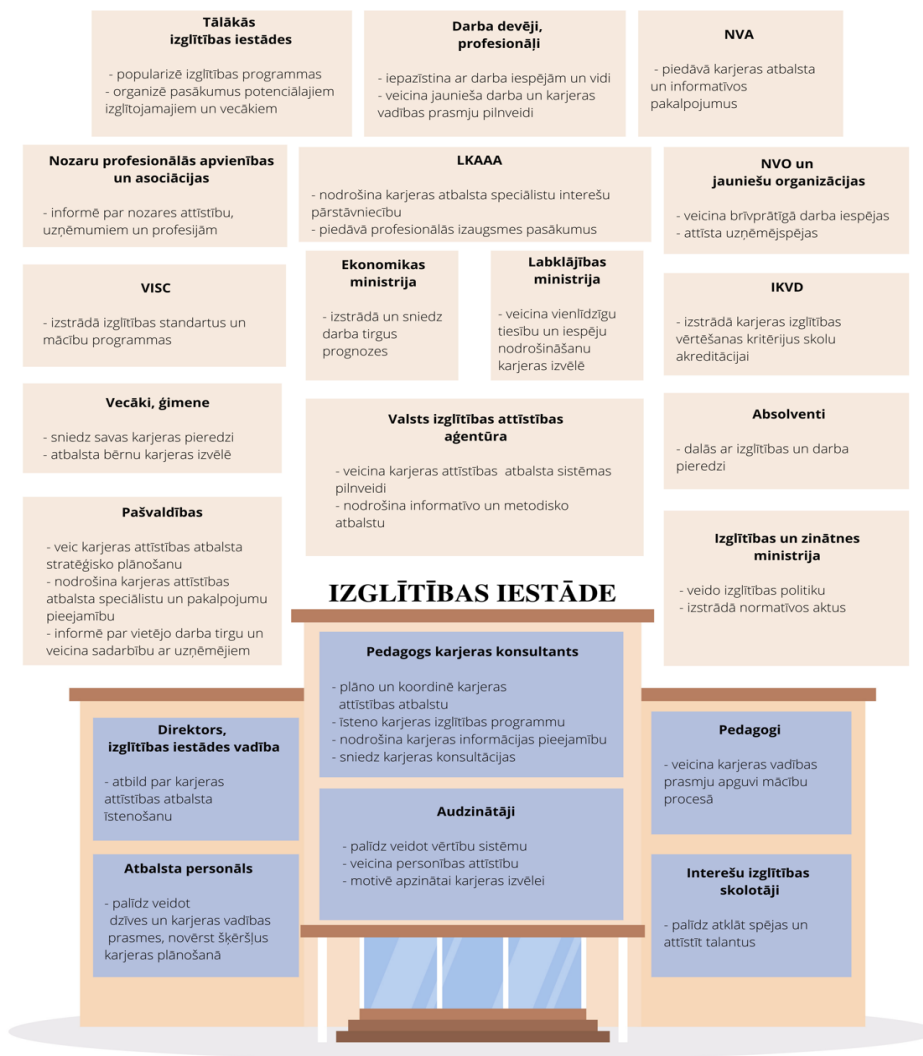 Tālākās
izglītības iestādes
- popularizē izglītības programmas
- organizē pasākumus potenciālajiem
izglītojamajiem un vecākiem
Darba devēji,
profesionāļi
- iepazīstina ar darba iespējām un vidi
- veicina jaunieša darba un karjeras
vadības prasmju pilnveidi
NVA
- piedāvā karjeras atbalsta
un informatīvos
pakalpojumus
Nozaru profesionālās apvienības
un asociācijas
- informē par nozares attīstību,
uzņēmumiem un profesijām
LKAAA
- nodrošina karjeras atbalsta speciālistu interešu
pārstāvniecību
- piedāvā profesionālās izaugsmes pasākumus
NVO un
jauniešu organizācijas
- veicina brīvprātīgā darba iespējas
- attīsta uzņēmējspējas
VISC
- izstrādā izglītības standartus un
mācību programmas
Ekonomikas
ministrija
- izstrādā un sniedz
darba tirgus
prognozes
Labklājības
ministrija
- veicina vienlīdzīgu
tiesību un iespēju
nodrošināšanu
karjeras izvēlē
IKVD
- izstrādā karjeras izglītības
vērtēšanas kritērijus skolu
akreditācijai
Vecāki, ģimene
- sniedz savas karjeras pieredzi
- atbalsta bērnu karjeras izvēlē
Valsts izglītības attīstības
aģentūra
- veicina karjeras attīstības atbalsta sistēmas
pilnveidi
- nodrošina informatīvo un metodisko
atbalstu
Absolventi
- dalās ar izglītības un darba
pieredzi
Pašvaldības
- veic karjeras attīstības atbalsta
stratēģisko plānošanu
- nodrošina karjeras attīstības
atbalsta speciālistu un pakalpojumu
pieejamību
- informē par vietējo darba tirgu un
veicina sadarbību ar uzņēmējiem
Izglītības un zinātnes
ministrija
- veido izglītības politiku
- izstrādā normatīvos aktus
IZGLĪTĪBAS IESTĀDE
Pedagogs karjeras konsultants
- plāno un koordinē karjeras
attīstības atbalstu
- īsteno karjeras izglītības programmu
- nodrošina karjeras informācijas pieejamību
- sniedz karjeras konsultācijas
Direktors,
izglītības iestādes vadība
- atbild par karjeras
attīstības atbalsta
īstenošanu
Pedagogi
- veicina karjeras vadības
prasmju apguvi mācību
procesā
Audzinātāji
- palīdz veidot vērtību sistēmu
- veicina personības attīstību
- motivē apzinātai karjeras izvēlei
Atbalsta personāls
- palīdz veidot
dzīves un karjeras vadības
prasmes, novērst šķēršļus
karjeras plānošanā
Interešu izglītības
skolotāji
- palīdz atklāt spējas un
attīstīt talantus